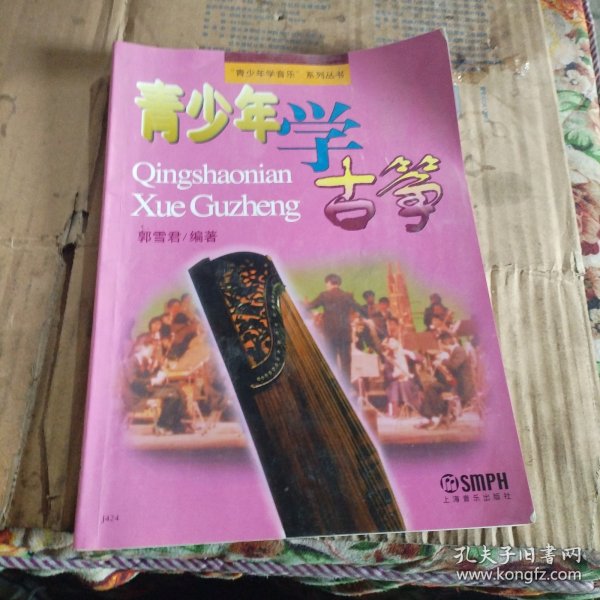 “青少年学音乐”系列丛书
青少年学
古筝
Qingshaonian
Xue Guzheng
郭雪君/编著
SMPH
上海音乐出版社
J424
孔夫子旧书网
www.kongfz.com